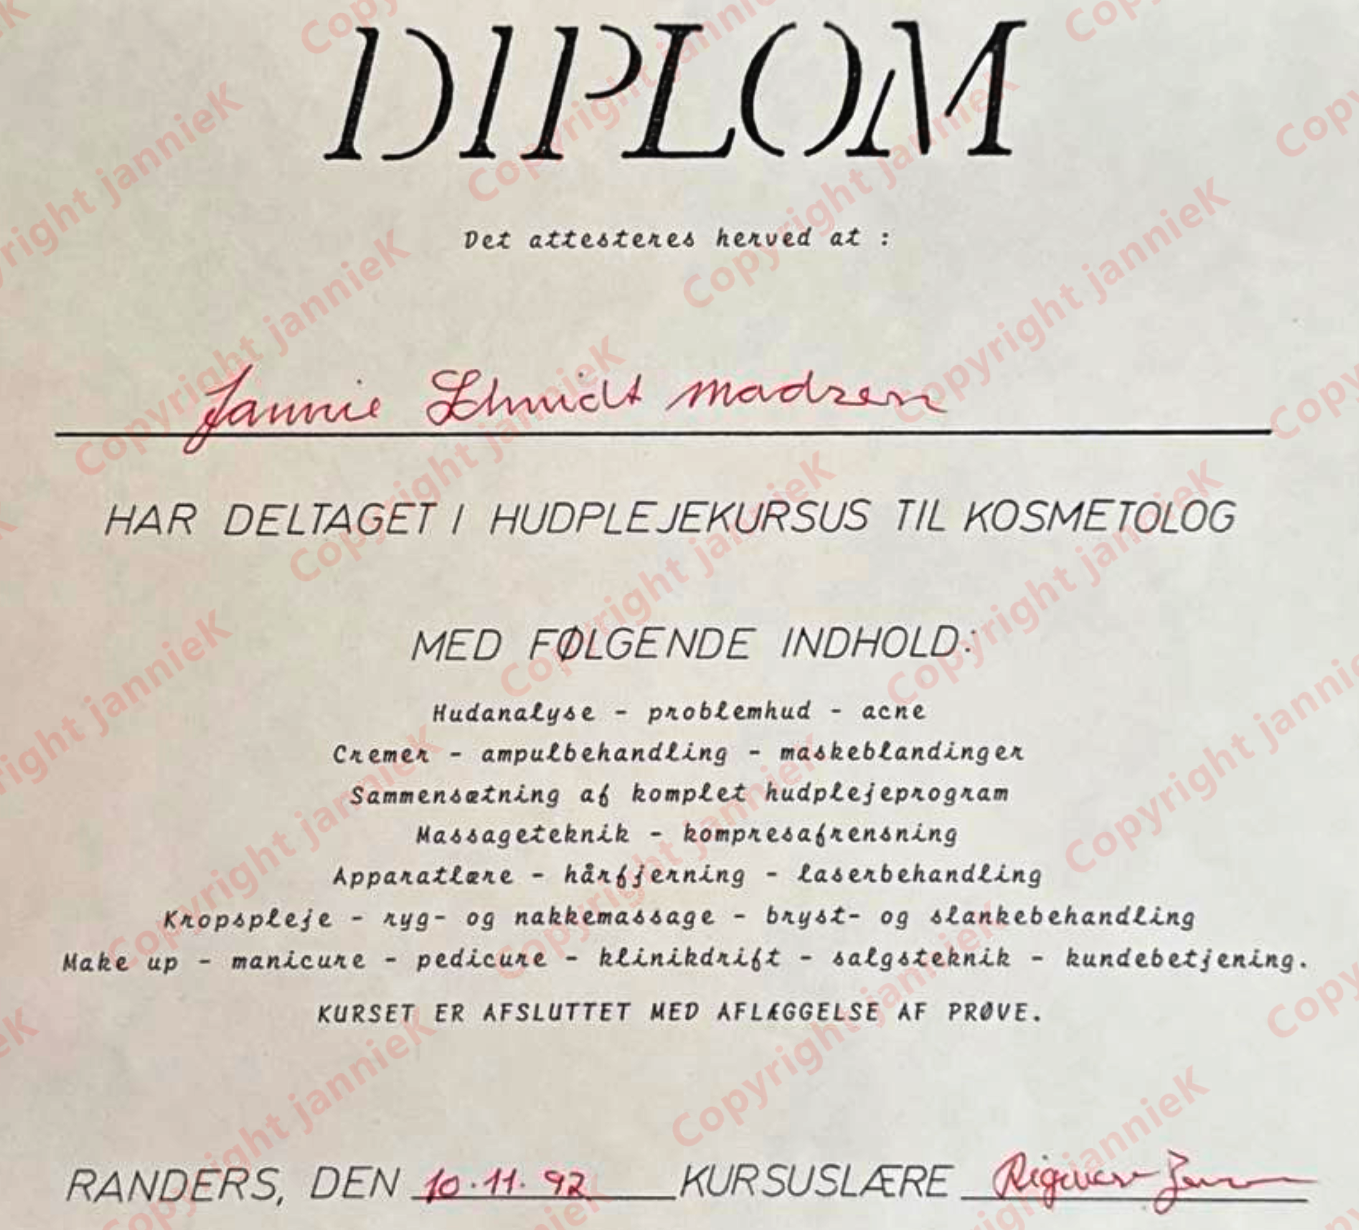 DIPLOM
Det attesteres herved at :
Jannie Schmidt Madsen
HAR DELTAGET I HUDPLEJEKURSUS TIL KOSMETOLOG
MED FØLGENDE INDHOLD:
Hudanalyse - problemhud - acne
Cremer - ampulbehandling - maskeblandinger
Sammensætning af komplet hudplejeprogram
Massageteknik - kompresafrensning
Apparatlære - hårfjerning - laserbehandling
Kropspleje - ryg- og nakkemassage - bryst- og slankebehandling
Make up - manicure - pedicure - klinikdrift - salgsteknik - kundebetjening.
KURSET ER AFSLUTTET MED AFLÆGGELSE AF PRØVE.
RANDERS, DEN 10.11.92 KURSUSLÆRE
Copyright jannieK